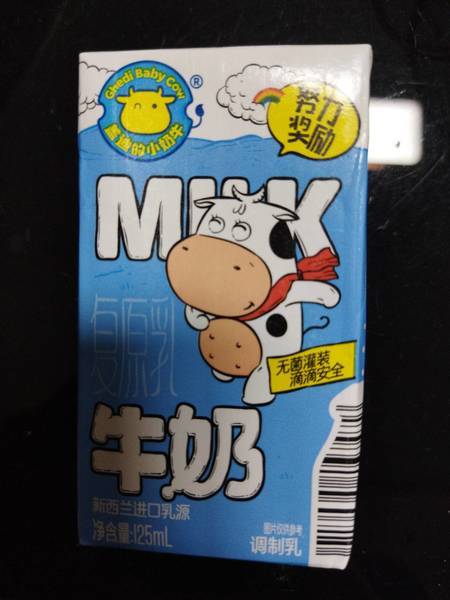 Ghedi Baby Cow
®
盖迪的小奶牛
努力
奖励
MILK
复原乳
无菌灌装
滴滴安全
牛奶
新西兰进口乳源
净含量:125mL
图片仅供参考
调制乳